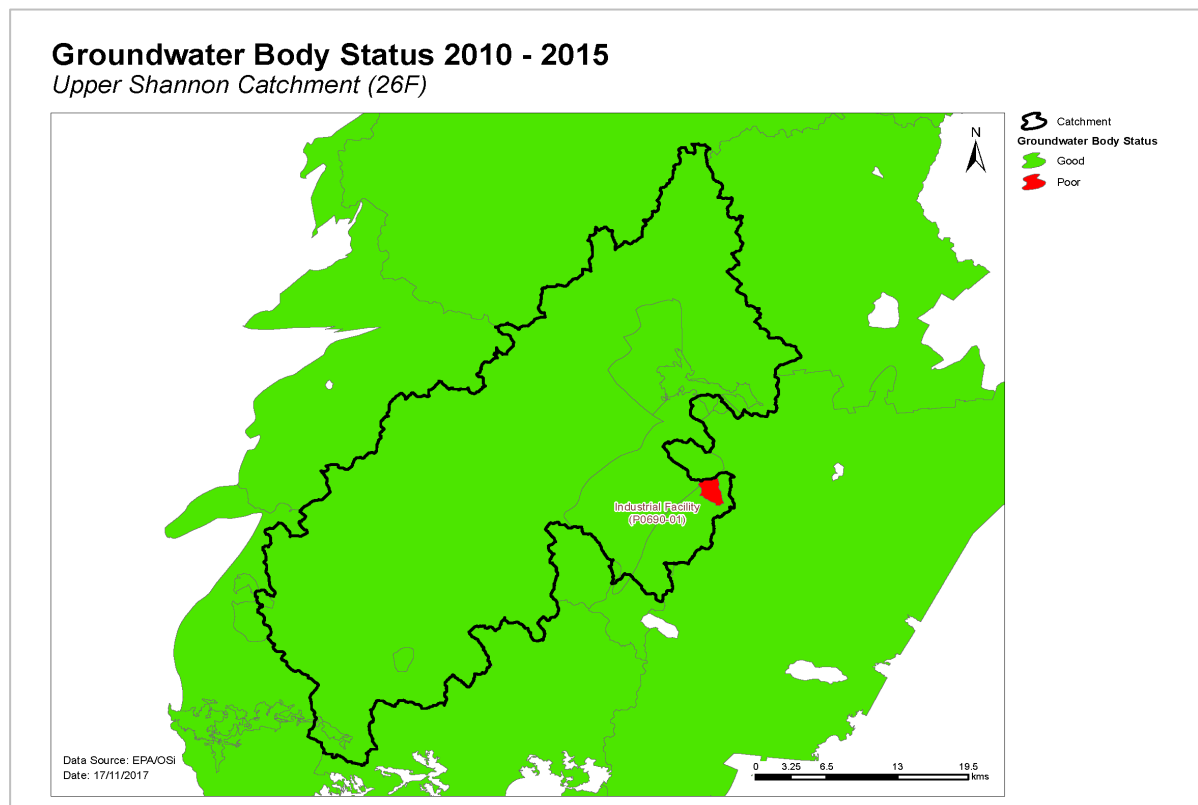 Groundwater Body Status 2010 - 2015
Upper Shannon Catchment (26F)
N
Catchment
Groundwater Body Status
Good
Poor
Industrial Facility
(P0690-01)
Data Source: EPA/OSi
Date: 17/11/2017
0 3.25 6.5 13 19.5
kms